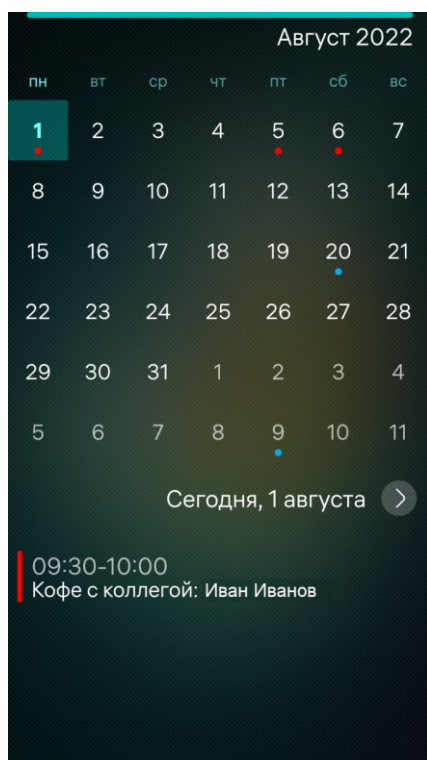 Август 2022
пн вт ср чт пт сб вс
1 2 3 4 5 6 7
8 9 10 11 12 13 14
15 16 17 18 19 20 21
22 23 24 25 26 27 28
29 30 31 1 2 3 4
5 6 7 8 9 10 11
Сегодня, 1 августа
09:30-10:00
Кофе с коллегой: Иван Иванов